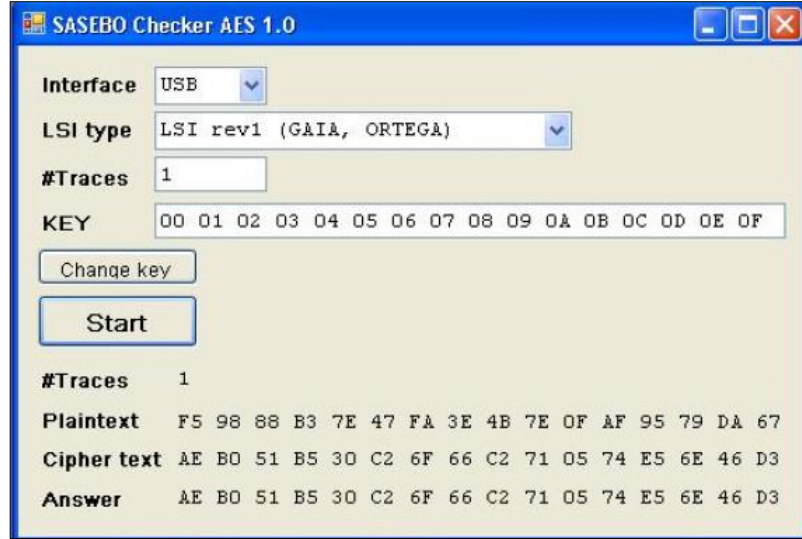 SASEBO Checker AES 1.0
Interface USB
LSI type LSI rev1 (GAIA, ORTEGA)
#Traces 1
KEY 00 01 02 03 04 05 06 07 08 09 0A 0B 0C 0D 0E 0F
Change key
Start
#Traces 1
Plaintext F5 98 88 B3 7E 47 FA 3E 4B 7E 0F AF 95 79 DA 67
Cipher text AE B0 51 B5 30 C2 6F 66 C2 71 05 74 E5 6E 46 D3
Answer AE B0 51 B5 30 C2 6F 66 C2 71 05 74 E5 6E 46 D3